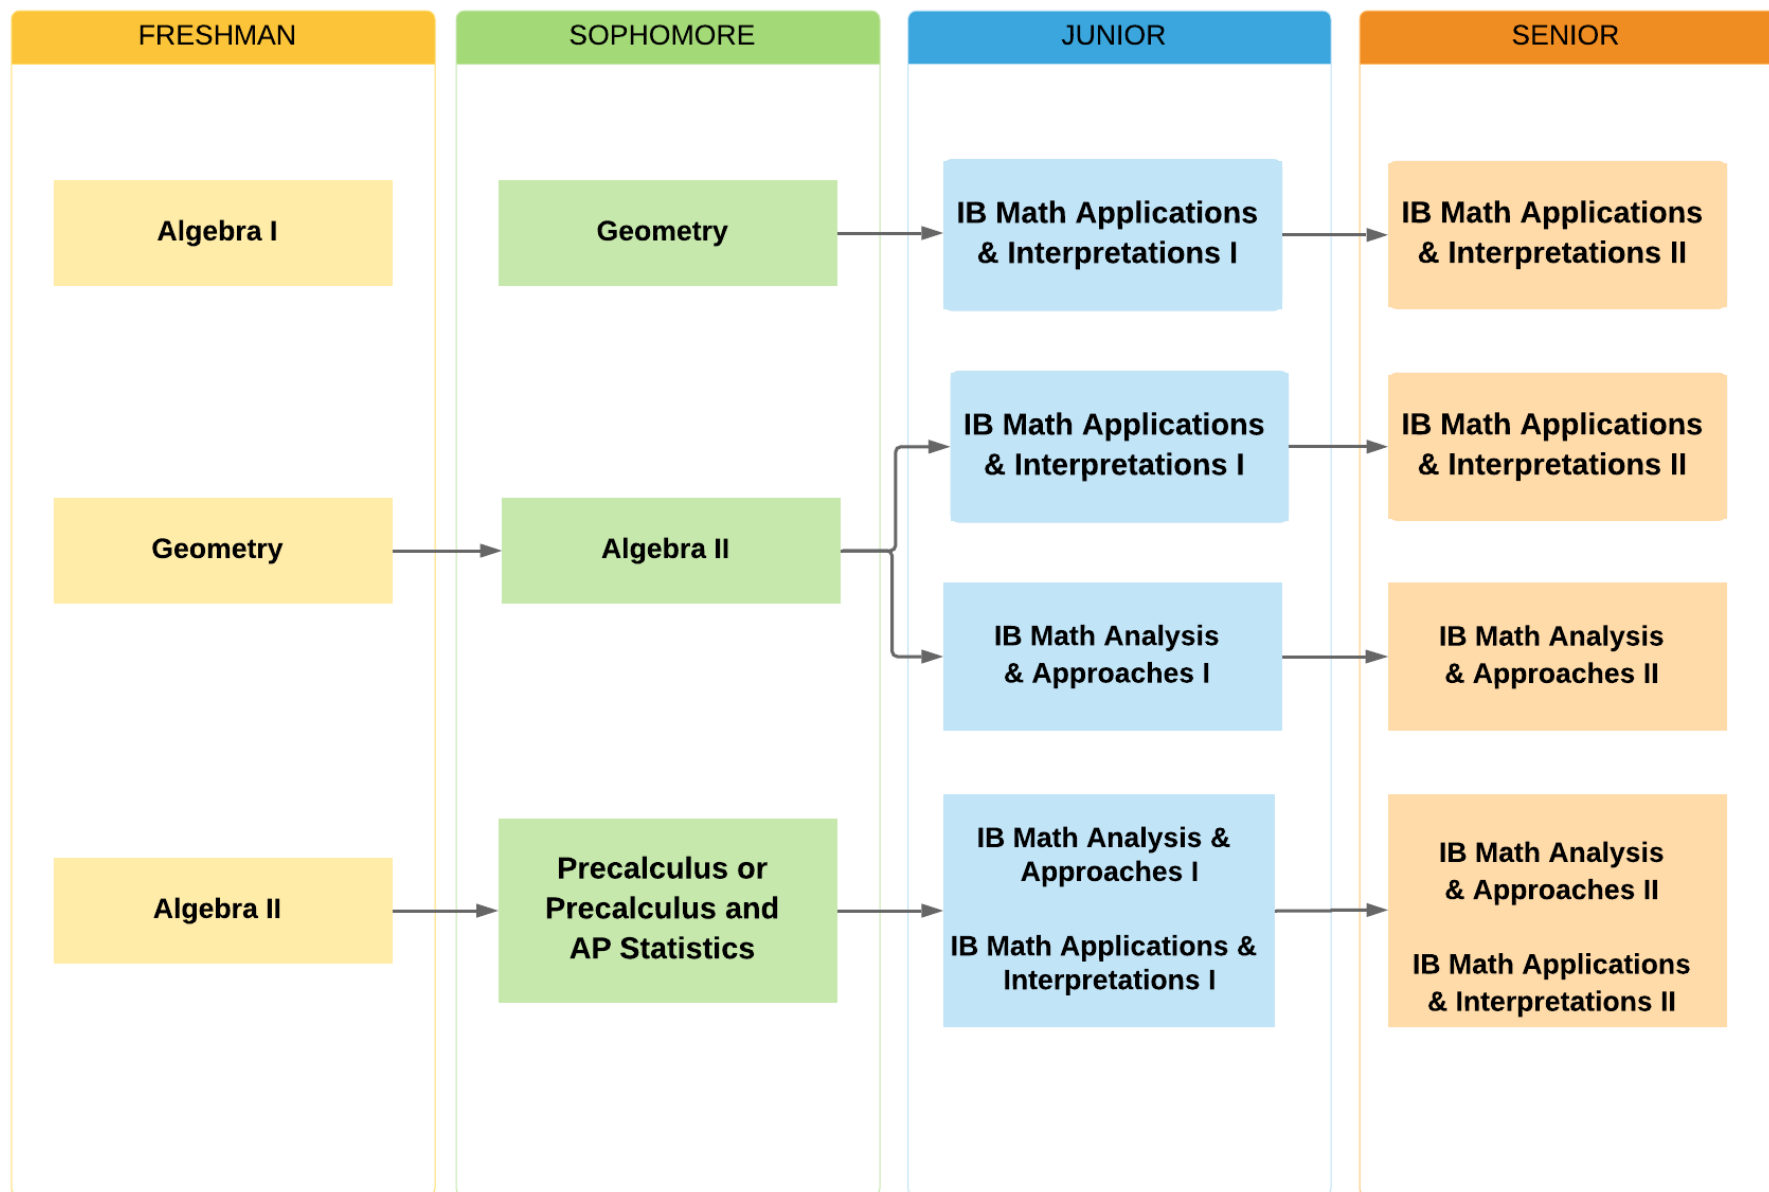 FRESHMAN
SOPHOMORE
JUNIOR
SENIOR
Algebra I
Geometry
IB Math Applications
& Interpretations I
IB Math Applications
& Interpretations II
Geometry
Algebra II
IB Math Applications
& Interpretations I
IB Math Applications
& Interpretations II
IB Math Analysis
& Approaches I
IB Math Analysis
& Approaches II
Algebra II
Precalculus or
Precalculus and
AP Statistics
IB Math Analysis &
Approaches I
IB Math Applications &
Interpretations I
IB Math Analysis
& Approaches II
IB Math Applications
& Interpretations II